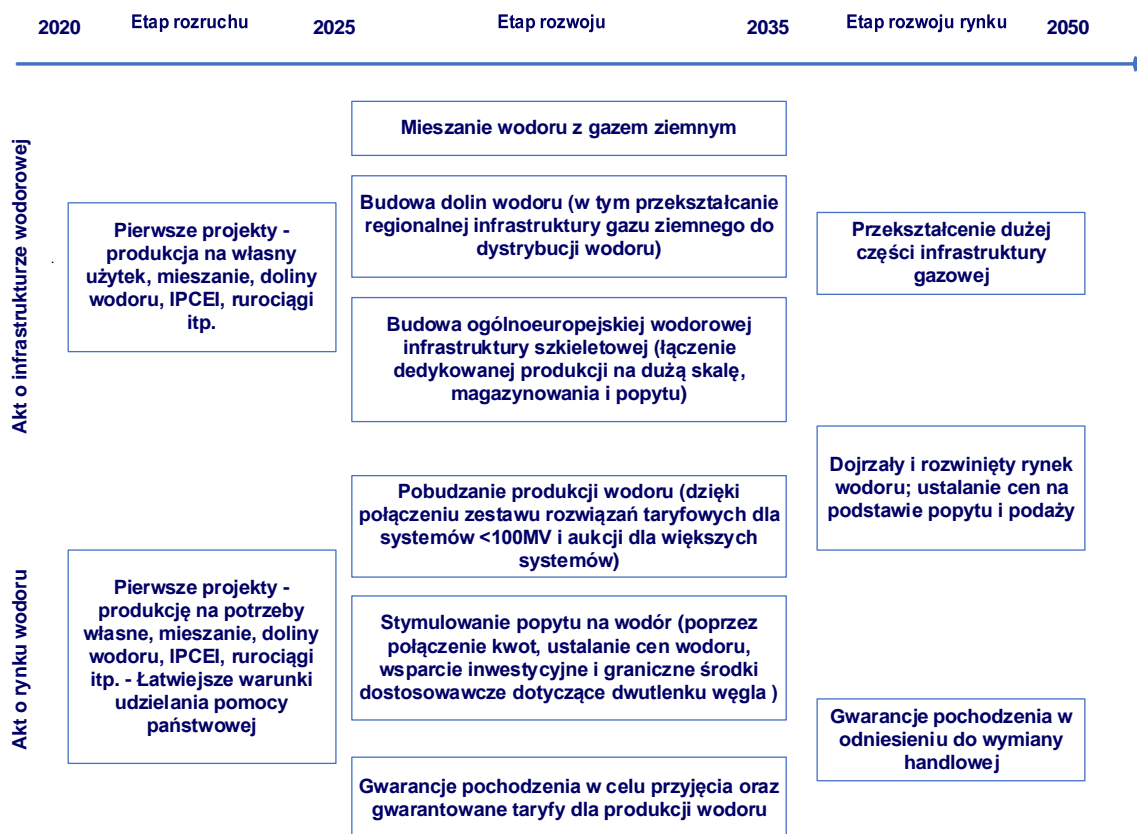 2020 Etap rozruchu 2025 Etap rozwoju 2035 Etap rozwoju rynku 2050
Akt o infrastrukturze wodorowej
Pierwsze projekty -
produkcja na własny
użytek, mieszanie, doliny
wodoru, IPCEI, rurociągi
itp.
Mieszanie wodoru z gazem ziemnym
Budowa dolin wodoru (w tym przekształcanie
regionalnej infrastruktury gazu ziemnego do
dystrybucji wodoru)
Budowa ogólnoeuropejskiej wodorowej
infrastruktury szkieletowej (łączenie
dedykowanej produkcji na dużą skalę,
magazynowania i popytu)
Przekształcenie dużej
części infrastruktury
gazowej
Dojrzały i rozwinięty rynek
wodoru; ustalanie cen na
podstawie popytu i podaży
Akt o rynku wodoru
Pierwsze projekty -
produkcję na potrzeby
własne, mieszanie, doliny
wodoru, IPCEI, rurociągi
itp. - Łatwiejsze warunki
udzielania pomocy
państwowej
Pobudzanie produkcji wodoru (dzięki
połączeniu zestawu rozwiązań taryfowych dla
systemów <100MV i aukcji dla większych
systemów)
Stymulowanie popytu na wodór (poprzez
połączenie kwot, ustalanie cen wodoru,
wsparcie inwestycyjne i graniczne środki
dostosowawcze dotyczące dwutlenku węgla )
Gwarancje pochodzenia w celu przyjęcia oraz
gwarantowane taryfy dla produkcji wodoru
Gwarancje pochodzenia w
odniesieniu do wymiany
handlowej